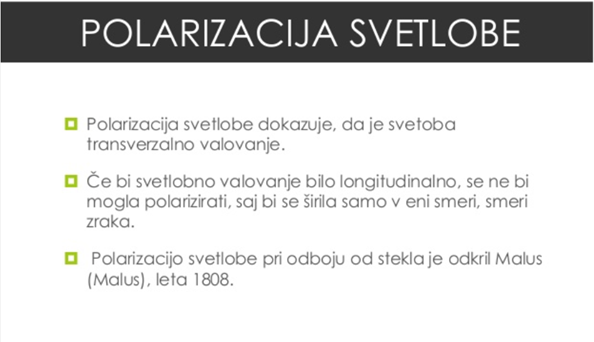 POLARIZACIJA SVETLOBE
Polarizacija svetlobe dokazuje, da je svetoba
transverzalno valovanje.
Če bi svetlobno valovanje bilo longitudinalno, se ne bi
mogla polarizirati, saj bi se širila samo v eni smeri, smeri
zraka.
Polarizacijo svetlobe pri odboju od stekla je odkril Malus
(Malus), leta 1808.